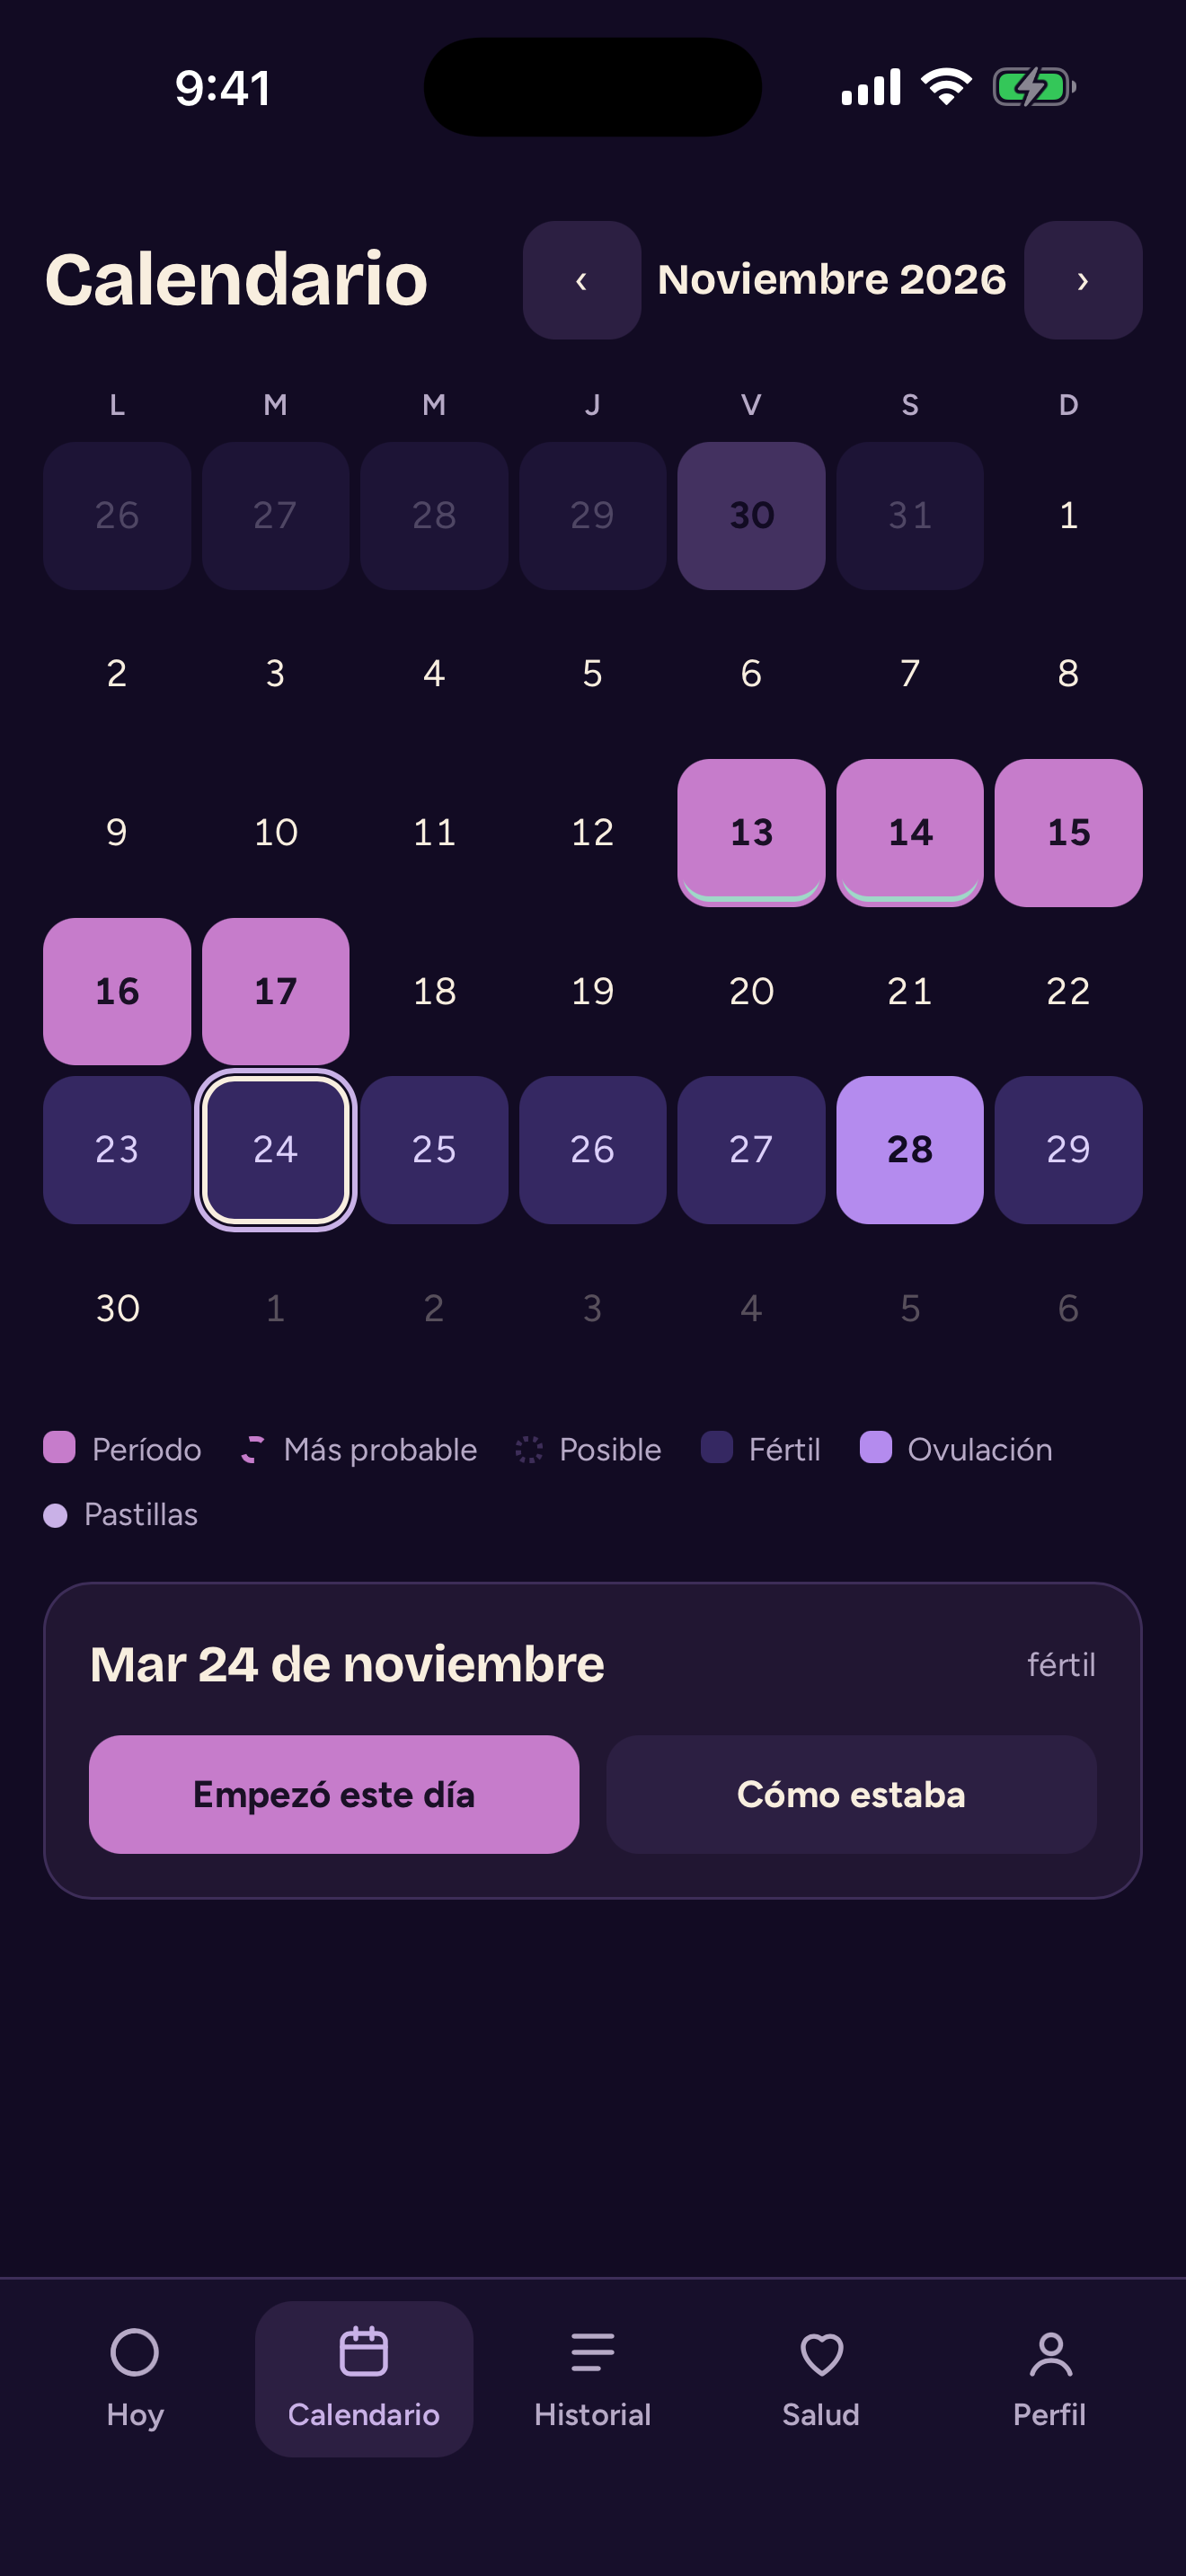 9:41
Calendario
‹ Noviembre 2026 ›
L M M J V S D
26 27 28 29 30 31 1
2 3 4 5 6 7 8
9 10 11 12 13 14 15
16 17 18 19 20 21 22
23 24 25 26 27 28 29
30 1 2 3 4 5 6
Período Más probable Posible Fértil Ovulación
Pastillas
Mar 24 de noviembre fértil
Empezó este día Cómo estaba
Hoy Calendario Historial Salud Perfil